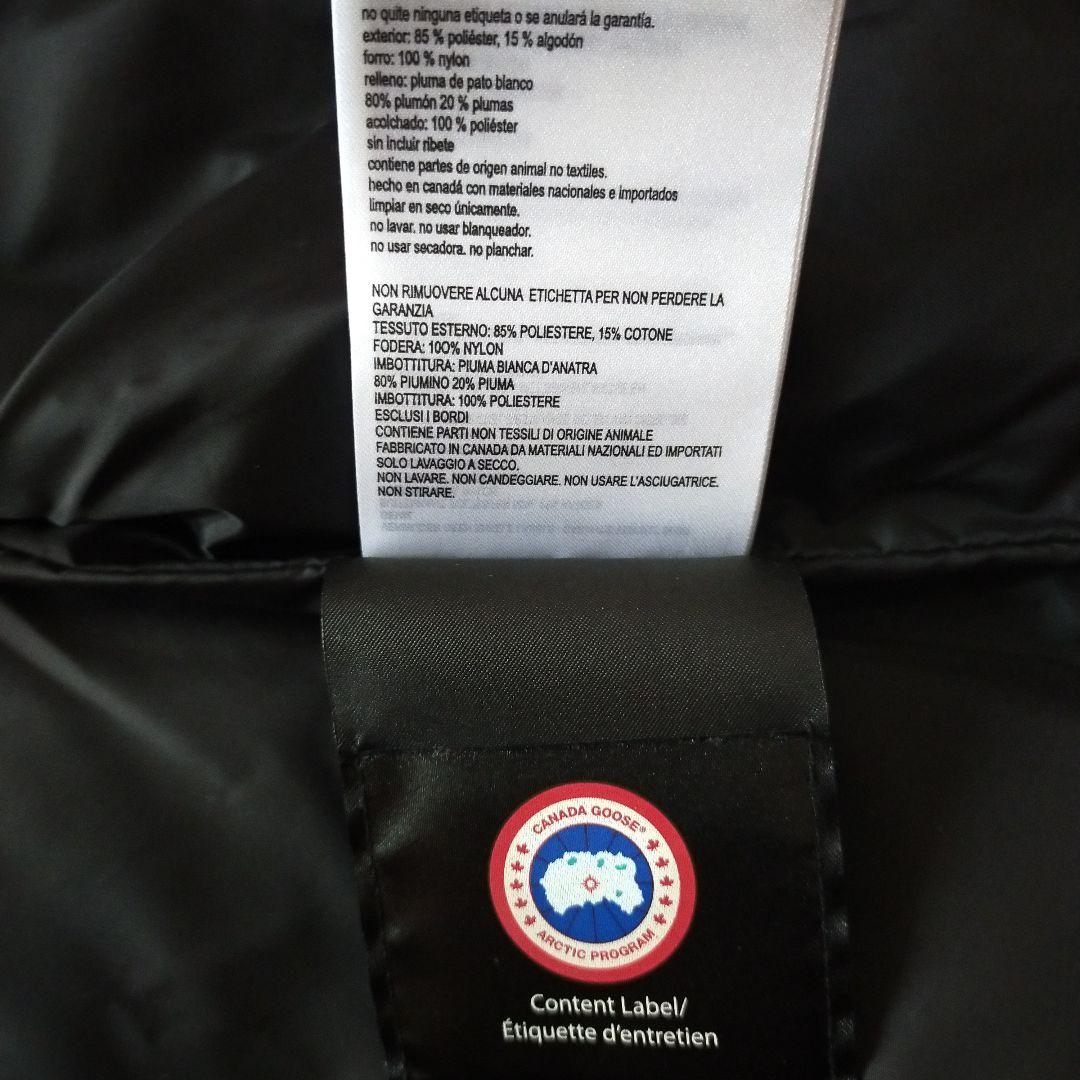 no quite ninguna etiqueta o se anulará la garantía.
exterior: 85 % poliéster, 15 % algodón
forro: 100 % nylon
relleno: pluma de pato blanco
80% plumón 20 % plumas
acolchado: 100 % poliéster
sin incluir ribete
contiene partes de origen animal no textiles.
hecho en canadá con materiales nacionales e importados
limpiar en seco únicamente.
no lavar. no usar blanqueador.
no usar secadora. no planchar.
NON RIMUOVERE ALCUNA ETICHETTA PER NON PERDERE LA
GARANZIA
TESSUTO ESTERNO: 85% POLIESTERE, 15% COTONE
FODERA: 100% NYLON
IMBOTTITURA: PIUMA BIANCA D'ANATRA
80% PIUMINO 20% PIUMA
IMBOTTITURA: 100% POLIESTERE
ESCLUSI I BORDI
CONTIENE PARTI NON TESSILI DI ORIGINE ANIMALE
FABBRICATO IN CANADA DA MATERIALI NAZIONALI ED IMPORTATI
SOLO LAVAGGIO A SECCO.
NON LAVARE. NON CANDEGGIARE. NON USARE L'ASCIUGATRICE.
NON STIRARE.
CANADA GOOSE®
ARCTIC PROGRAM
Content Label/
Étiquette d'entretien